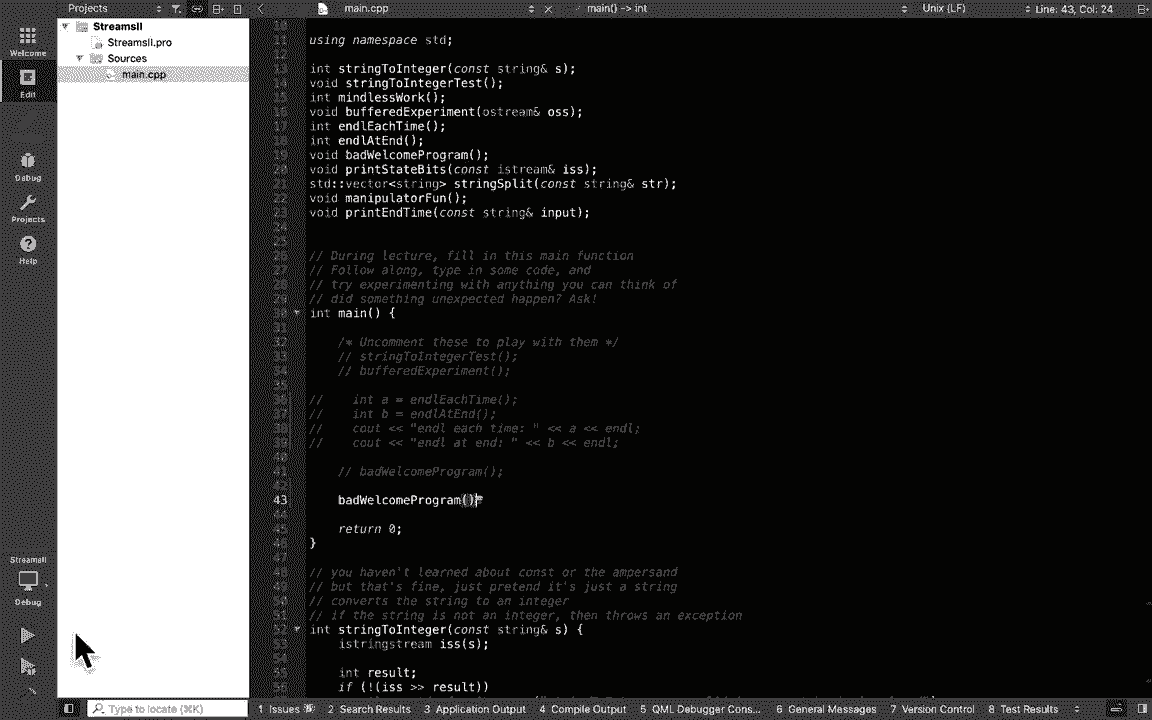 Projects
main.cpp
main() -> int
Unix (LF)
Line: 43, Col: 24
Welcome
Edit
Debug
Projects
Help
StreamsII
Debug
StreamsII
StreamsII.pro
Sources
main.cpp
10
11 using namespace std;
12
13 int stringToInteger(const string& s);
14 void stringToIntegerTest();
15 int mindlessWork();
16 void bufferedExperiment(ostream& oss);
17 int endlEachTime();
18 int endlAtEnd();
19 void badWelcomeProgram();
20 void printStateBits(const istream& iss);
21 std::vector<string> stringSplit(const string& str);
22 void manipulatorFun();
23 void printEndTime(const string& input);
24
25
26 // During lecture, fill in this main function
27 // Follow along, type in some code, and
28 // try experimenting with anything you can think of
29 // did something unexpected happen? Ask!
30 int main() {
31
32 /* Uncomment these to play with them */
33 // stringToIntegerTest();
34 // bufferedExperiment();
35
36 // int a = endlEachTime();
37 // int b = endlAtEnd();
38 // cout << "endl each time: " << a << endl;
39 // cout << "endl at end: " << b << endl;
40
41 // badWelcomeProgram();
42
43 badWelcomeProgram()
44
45 return 0;
46 }
47
48 // you haven't learned about const or the ampersand
49 // but that's fine, just pretend it's just a string
50 // converts the string to an integer
51 // if the string is not an integer, then throws an exception
52 int stringToInteger(const string& s) {
53 istringstream iss(s);
54
55 int result;
56 if (!(iss >> result))
Type to locate (⌘K)
1 Issues
2 Search Results
3 Application Output
4 Compile Output
5 QML Debugger Cons...
6 General Messages
7 Version Control
8 Test Results